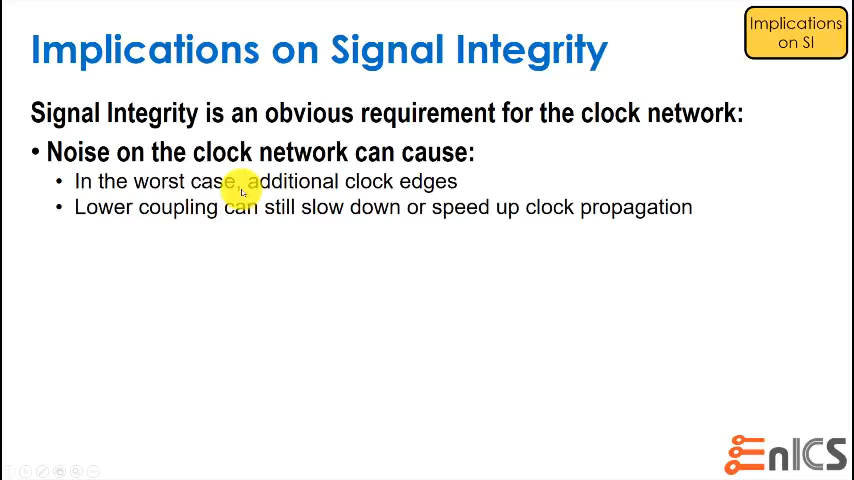 Implications on Signal Integrity
Implications
on SI
Signal Integrity is an obvious requirement for the clock network:
• Noise on the clock network can cause:
• In the worst case, additional clock edges
• Lower coupling can still slow down or speed up clock propagation
EnICS